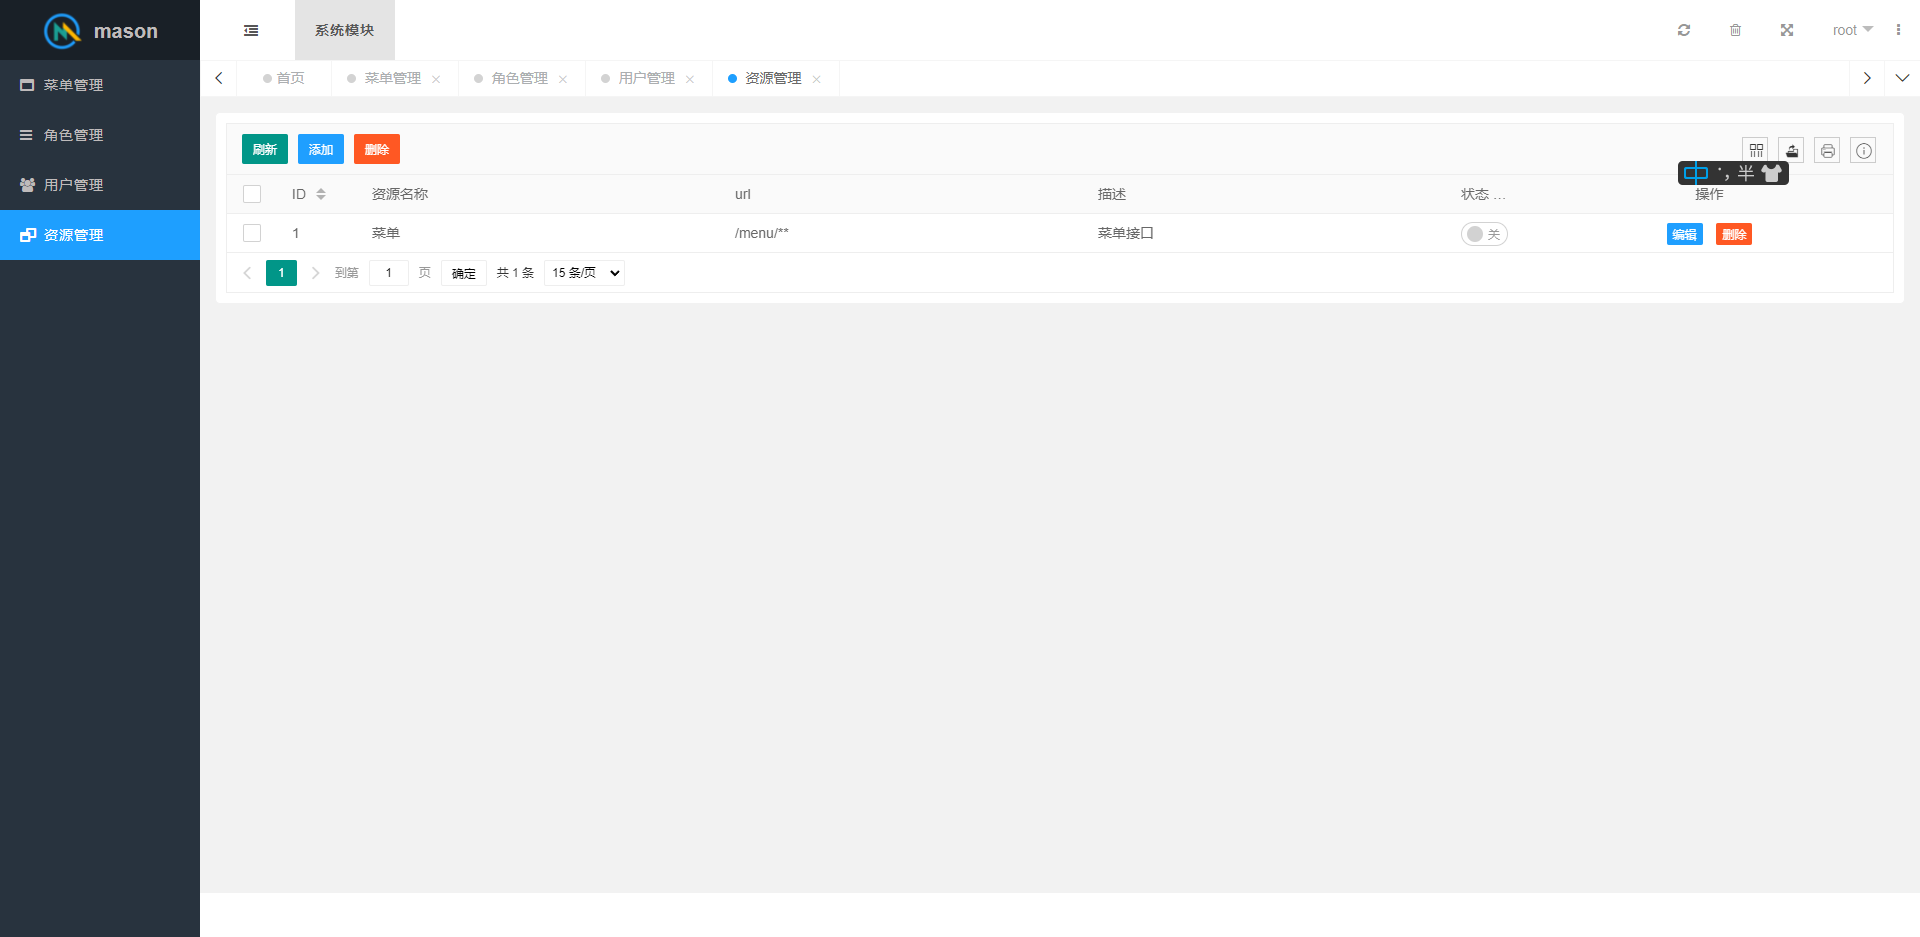 mason
系统模块
root
菜单管理
角色管理
用户管理
资源管理
首页
菜单管理
角色管理
用户管理
资源管理
刷新 添加 删除
中 ·, 半
ID 资源名称 url 描述 状态 ... 操作
1 菜单 /menu/** 菜单接口 关 编辑 删除
1 到第 1 页 确定 共 1 条 15 条/页